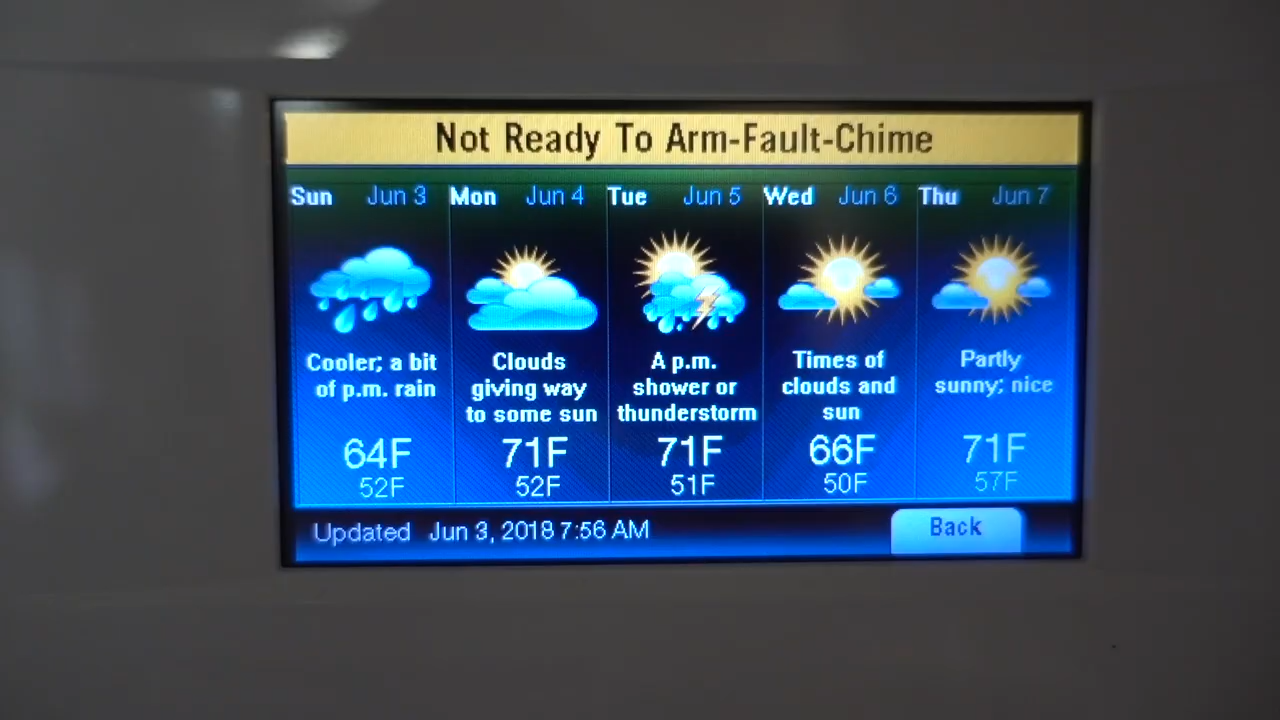 Not Ready To Arm-Fault-Chime
Sun Jun 3 Mon Jun 4 Tue Jun 5 Wed Jun 6 Thu Jun 7
Cooler; a bit
of p.m. rain
64F
52F
Clouds
giving way
to some sun
71F
52F
A p.m.
shower or
thunderstorm
71F
51F
Times of
clouds and
sun
66F
50F
Partly
sunny; nice
71F
57F
Updated Jun 3, 2018 7:56 AM
Back